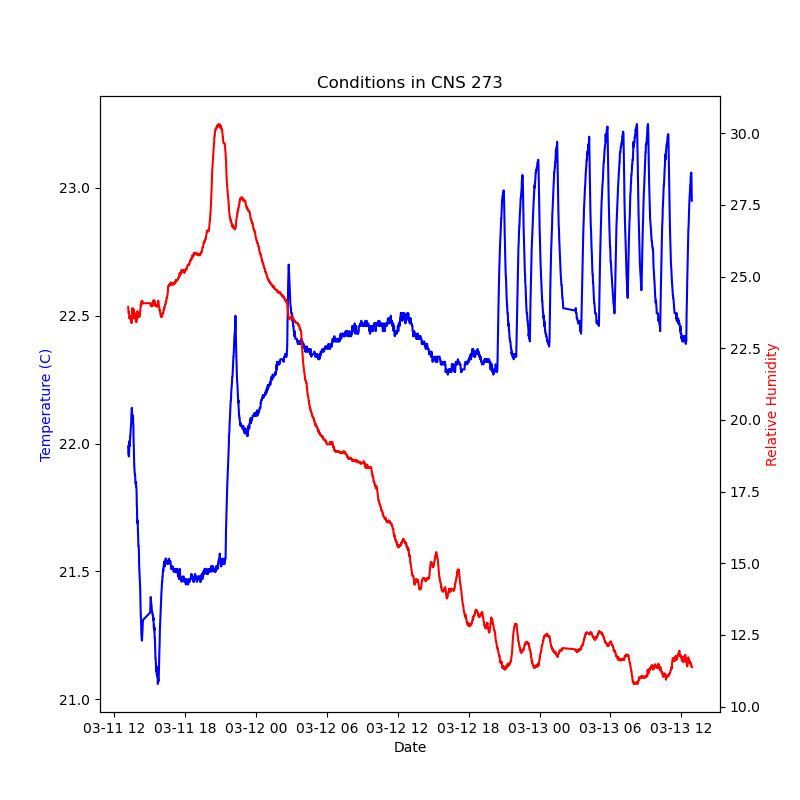 Conditions in CNS 273
23.0
22.5
22.0
21.5
21.0
Temperature (C)
30.0
27.5
25.0
22.5
20.0
17.5
15.0
12.5
10.0
Relative Humidity
03-11 12 03-11 18 03-12 00 03-12 06 03-12 12 03-12 18 03-13 00 03-13 06 03-13 12
Date